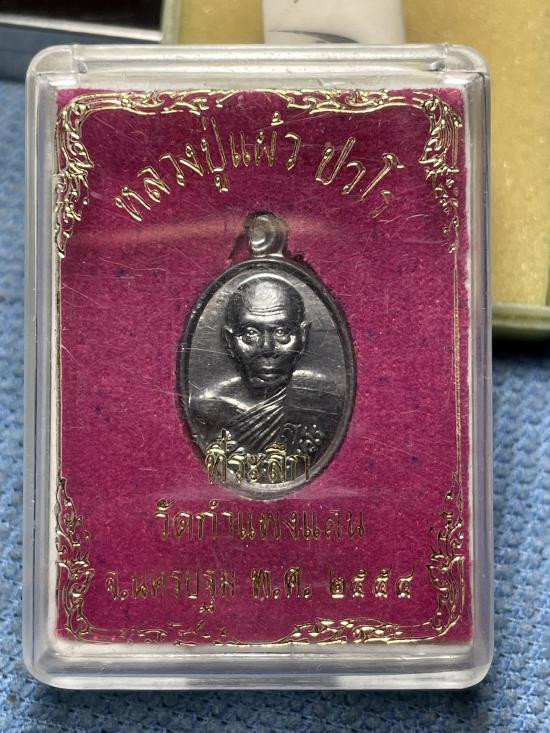 หลวงปู่แผ้ว ปวโร
ที่ระลึก
วัดกำแพงแสน
จ.นครปฐม พ.ศ. ๒๕๕๔